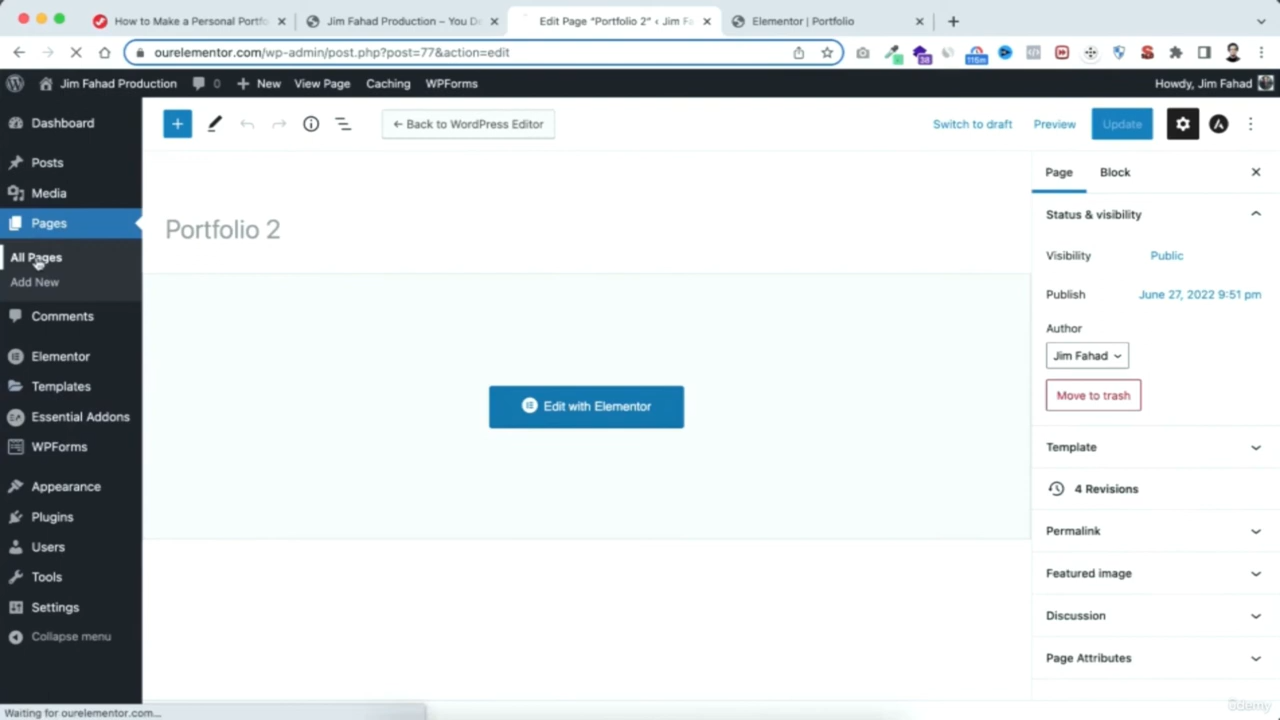 How to Make a Personal Portfo
Jim Fahad Production – You De
Edit Page “Portfolio 2” ‹ Jim Fa
Elementor | Portfolio
ourelementor.com/wp-admin/post.php?post=77&action=edit
Jim Fahad Production
0
New
View Page
Caching
WPForms
Howdy, Jim Fahad
Dashboard
Posts
Media
Pages
All Pages
Add New
Comments
Elementor
Templates
Essential Addons
WPForms
Appearance
Plugins
Users
Tools
Settings
Collapse menu
← Back to WordPress Editor
Switch to draft
Preview
Update
Portfolio 2
Edit with Elementor
Page
Block
Status & visibility
Visibility
Public
Publish
June 27, 2022 9:51 pm
Author
Jim Fahad
Move to trash
Template
4 Revisions
Permalink
Featured image
Discussion
Page Attributes
Waiting for ourelementor.com...
Udemy